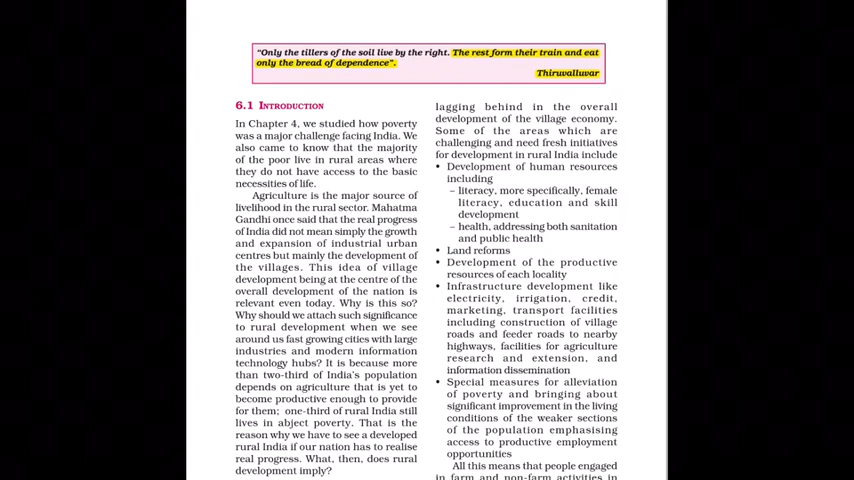 “Only the tillers of the soil live by the right. The rest form their train and eat
only the bread of dependence”.
Thiruvalluvar
6.1 INTRODUCTION
In Chapter 4, we studied how poverty
was a major challenge facing India. We
also came to know that the majority
of the poor live in rural areas where
they do not have access to the basic
necessities of life.
Agriculture is the major source of
livelihood in the rural sector. Mahatma
Gandhi once said that the real progress
of India did not mean simply the growth
and expansion of industrial urban
centres but mainly the development of
the villages. This idea of village
development being at the centre of the
overall development of the nation is
relevant even today. Why is this so?
Why should we attach such significance
to rural development when we see
around us fast growing cities with large
industries and modern information
technology hubs? It is because more
than two-third of India’s population
depends on agriculture that is yet to
become productive enough to provide
for them; one-third of rural India still
lives in abject poverty. That is the
reason why we have to see a developed
rural India if our nation has to realise
real progress. What, then, does rural
development imply?
lagging behind in the overall
development of the village economy.
Some of the areas which are
challenging and need fresh initiatives
for development in rural India include
• Development of human resources
including
– literacy, more specifically, female
literacy, education and skill
development
– health, addressing both sanitation
and public health
• Land reforms
• Development of the productive
resources of each locality
• Infrastructure development like
electricity, irrigation, credit,
marketing, transport facilities
including construction of village
roads and feeder roads to nearby
highways, facilities for agriculture
research and extension, and
information dissemination
• Special measures for alleviation
of poverty and bringing about
significant improvement in the living
conditions of the weaker sections
of the population emphasising
access to productive employment
opportunities
All this means that people engaged
in farm and non-farm activities in